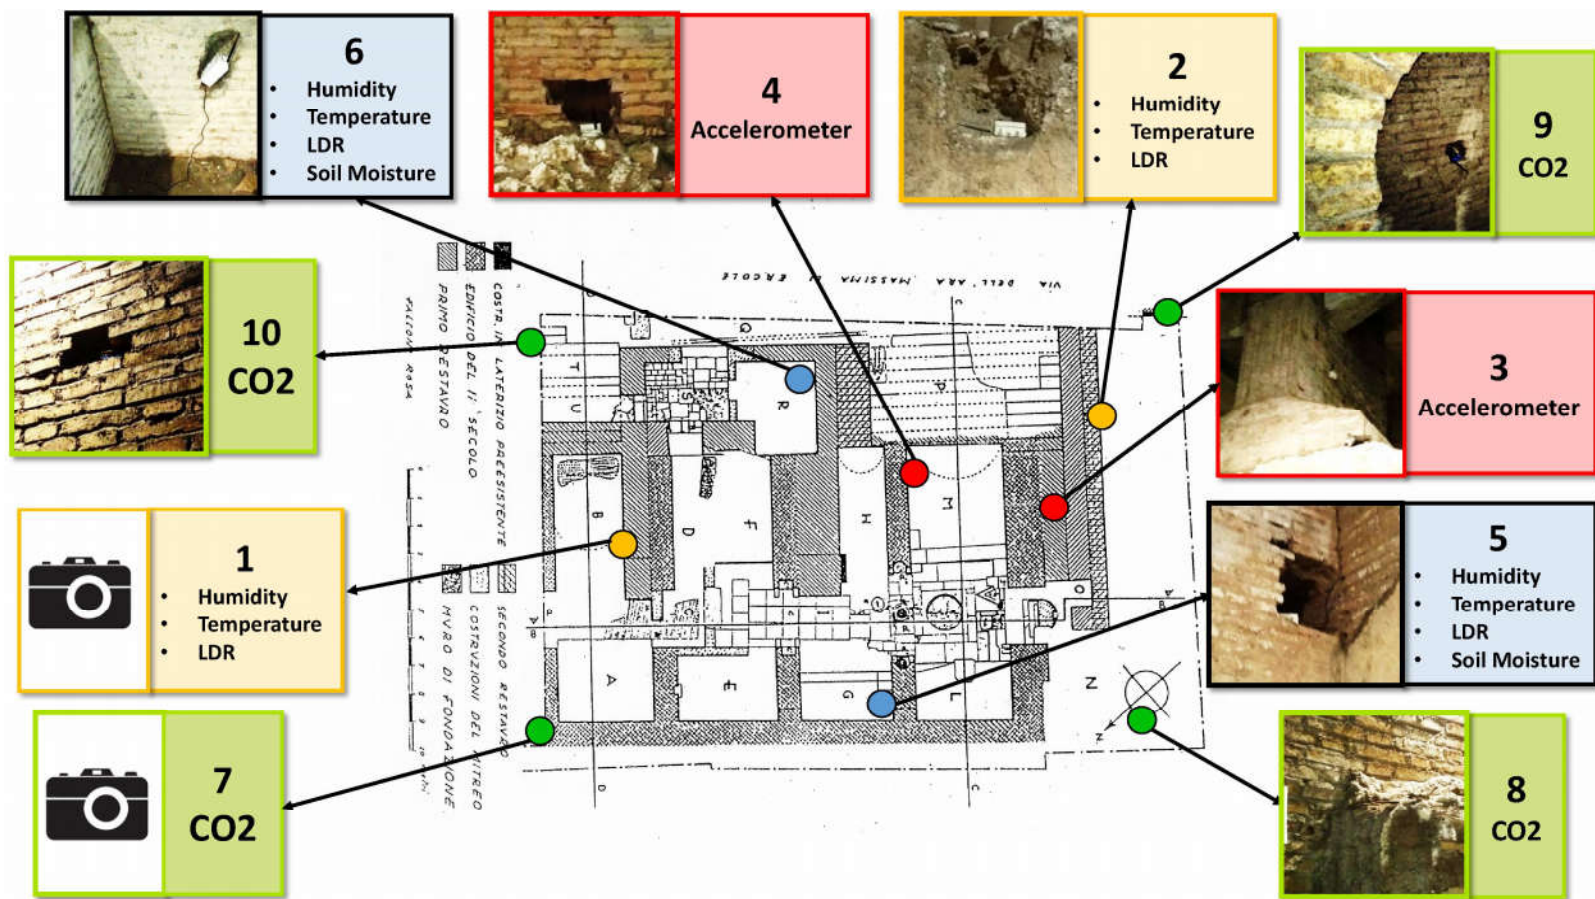 6
• Humidity
• Temperature
• LDR
• Soil Moisture
4
Accelerometer
2
• Humidity
• Temperature
• LDR
9
CO2
10
CO2
3
Accelerometer
1
• Humidity
• Temperature
• LDR
5
• Humidity
• Temperature
• LDR
• Soil Moisture
7
CO2
8
CO2
VIA DELL'ARA MASSIMA DI ERCOLE
COSTR. IN LATERIZIO PREESISTENTE
EDIFICIO DEL II SECOLO
PRIMO RESTAURO
SECONDO RESTAURO
COSTRVZIONI DEL MITREO
MVRO DI FONDAZIONE
Q
T
U
S
R
P
B
D
F
H
M
O
C
A
E
G
L
N
Z